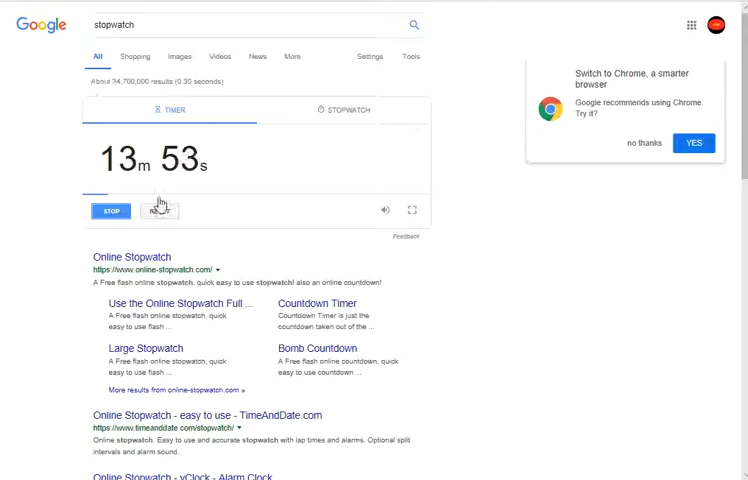 Google
stopwatch
All Shopping Images Videos News More Settings Tools
About 24,700,000 results (0.30 seconds)
TIMER STOPWATCH
13m 53s
STOP
Feedback
Switch to Chrome, a smarter
browser
Google recommends using Chrome.
Try it?
no thanks YES
Online Stopwatch
https://www.online-stopwatch.com/
A Free flash online stopwatch, quick easy to use stopwatch! also an online countdown!
Use the Online Stopwatch Full ...
A Free flash online stopwatch, quick
easy to use flash ...
Countdown Timer
Countdown Timer is just the
countdown taken out of the ...
Large Stopwatch
A Free flash online stopwatch, quick
easy to use flash ...
Bomb Countdown
A Free flash online countdown, quick
easy to use countdown ...
More results from online-stopwatch.com »
Online Stopwatch - easy to use - TimeAndDate.com
https://www.timeanddate.com/stopwatch/
Online stopwatch. Easy to use and accurate stopwatch with lap times and alarms. Optional split
intervals and alarm sound.
Online Stopwatch - vClock - Alarm Clock